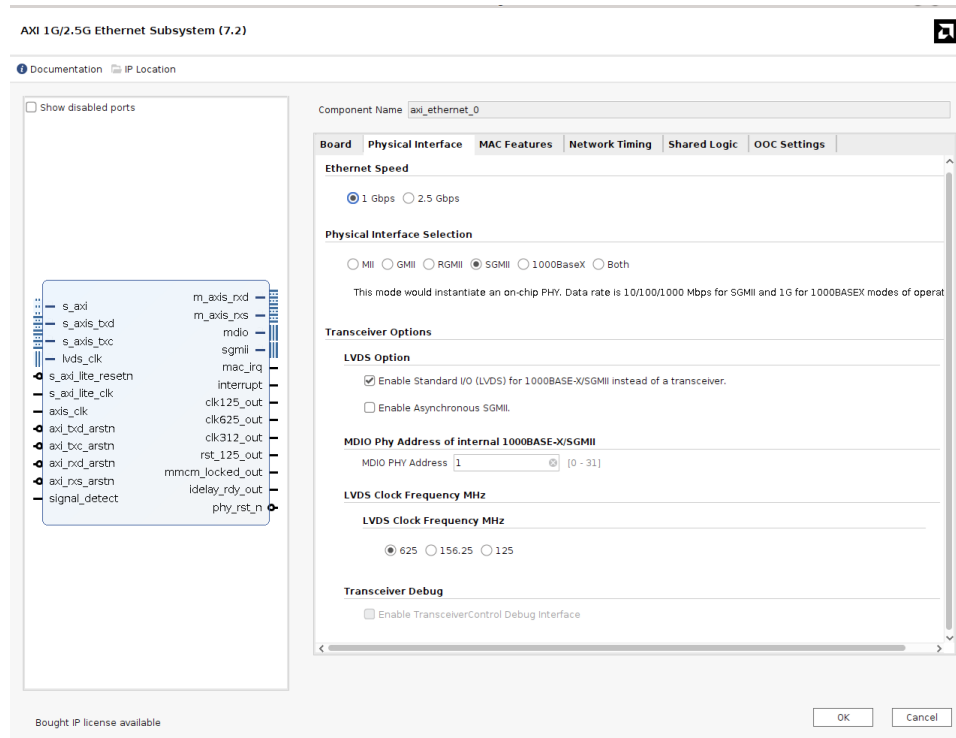 AXI 1G/2.5G Ethernet Subsystem (7.2)
Documentation IP Location
Show disabled ports
s_axi
s_axis_txd
s_axis_txc
lvds_clk
s_axi_lite_resetn
s_axi_lite_clk
axis_clk
axi_txd_arstn
axi_txc_arstn
axi_rxd_arstn
axi_rxs_arstn
signal_detect
m_axis_rxd
m_axis_rxs
mdio
sgmii
mac_irq
interrupt
clk125_out
clk625_out
clk312_out
rst_125_out
mmcm_locked_out
idelay_rdy_out
phy_rst_n
Bought IP license available
Component Name axi_ethernet_0
Board Physical Interface MAC Features Network Timing Shared Logic OOC Settings
Ethernet Speed
1 Gbps 2.5 Gbps
Physical Interface Selection
MII GMII RGMII SGMII 1000BaseX Both
This mode would instantiate an on-chip PHY. Data rate is 10/100/1000 Mbps for SGMII and 1G for 1000BASEX modes of operat
Transceiver Options
LVDS Option
Enable Standard I/O (LVDS) for 1000BASE-X/SGMII instead of a transceiver.
Enable Asynchronous SGMII.
MDIO Phy Address of internal 1000BASE-X/SGMII
MDIO PHY Address 1 [0 - 31]
LVDS Clock Frequency MHz
LVDS Clock Frequency MHz
625 156.25 125
Transceiver Debug
Enable TransceiverControl Debug Interface
OK Cancel